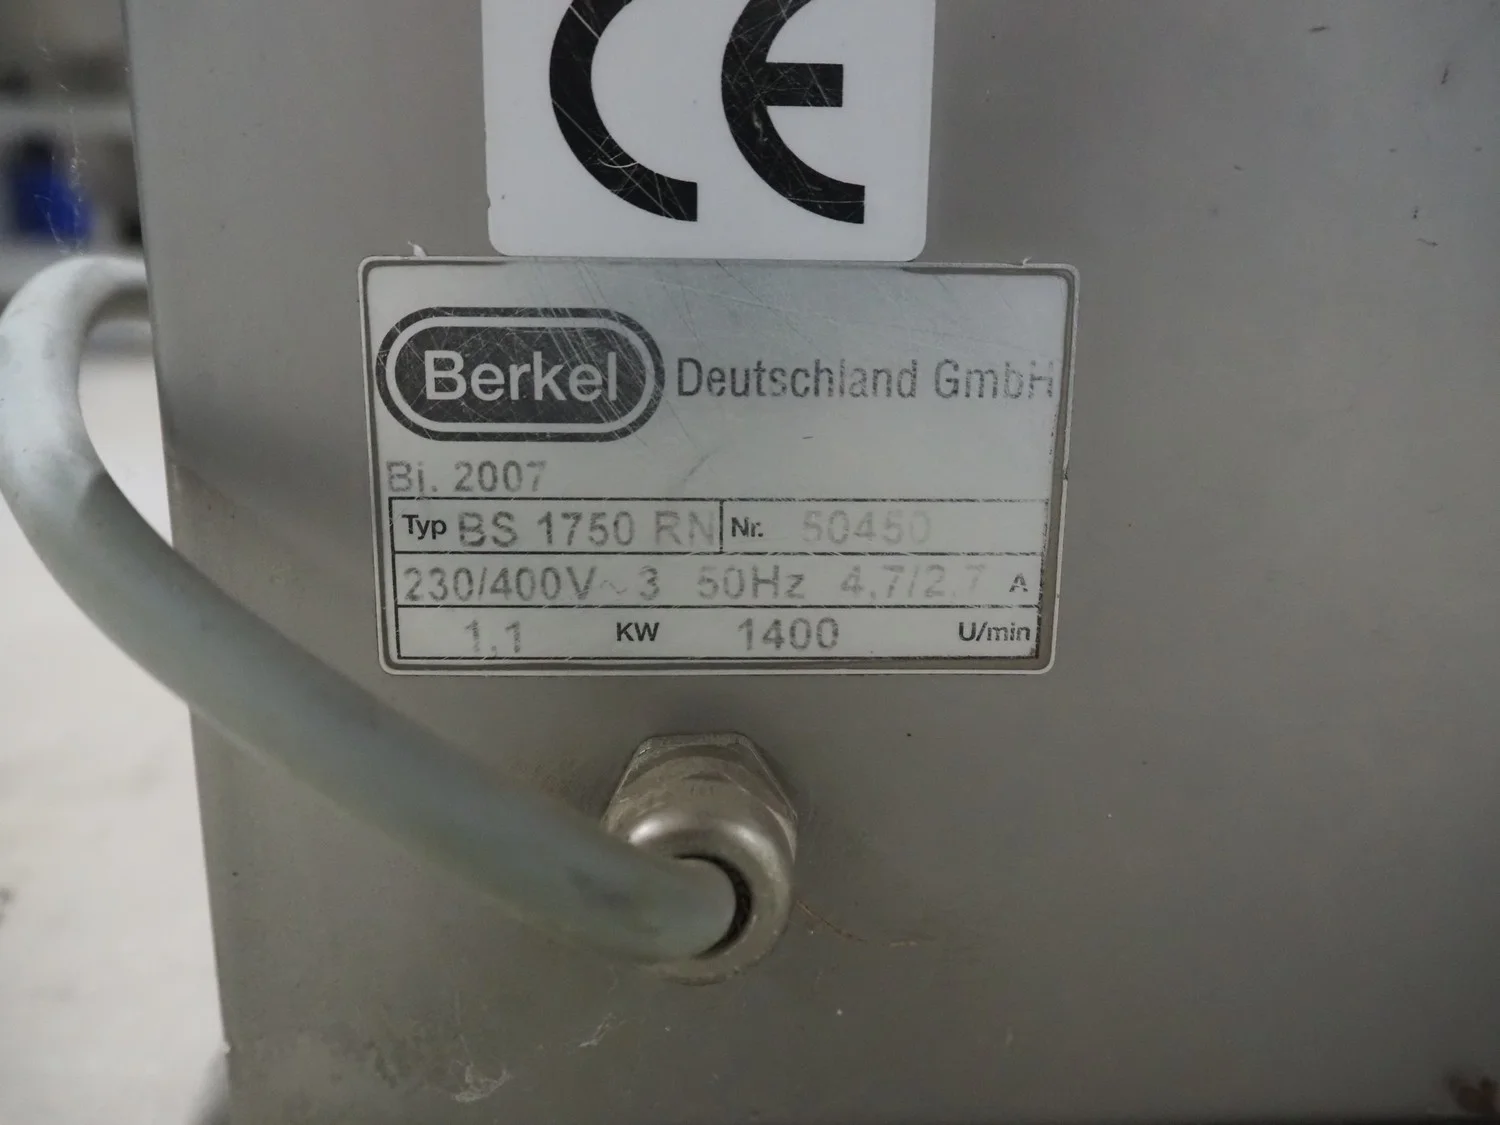 CE
Berkel Deutschland GmbH
Bj. 2007
Typ BS 1750 RN Nr. 50450
230/400V~3 50Hz 4,7/2,7 A
1,1 KW 1400 U/min